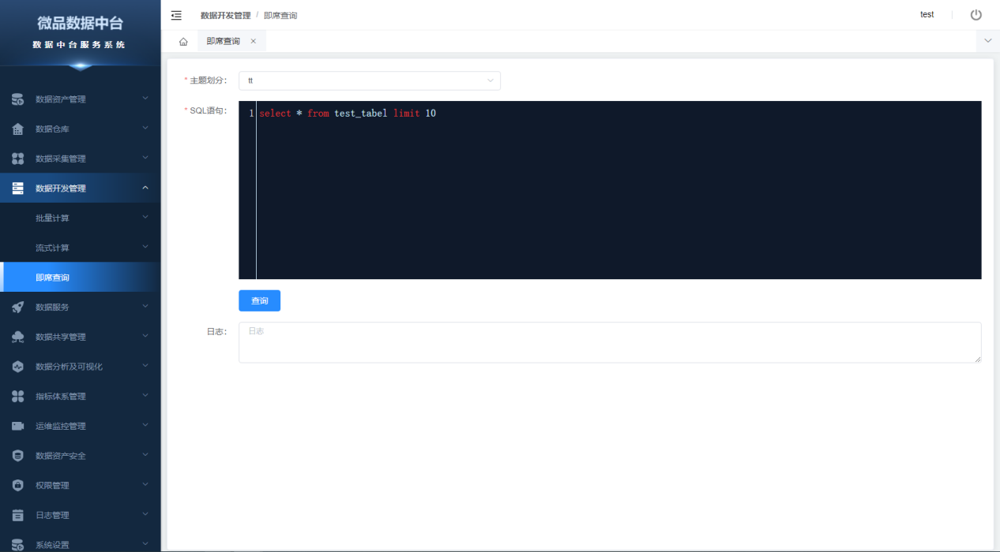 微品数据中台
数据中台服务系统
数据资产管理
数据仓库
数据采集管理
数据开发管理
批量计算
流式计算
即席查询
数据服务
数据共享管理
数据分析及可视化
指标体系管理
运维监控管理
数据资产安全
权限管理
日志管理
系统设置
数据开发管理 / 即席查询
test
即席查询 ×
* 主题划分: tt
* SQL语句: 1 select * from test_tabel limit 10
查询
日志: 日志